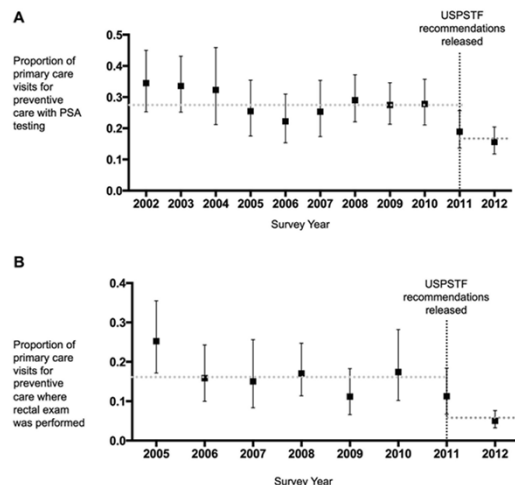 A
USPSTF
recommendations
released
Proportion of
primary care
visits for
preventive
care with PSA
testing
0.5
0.4
0.3
0.2
0.1
0.0
2002 2003 2004 2005 2006 2007 2008 2009 2010 2011 2012
Survey Year
B
USPSTF
recommendations
released
Proportion of
primary care
visits for
preventive
care where
rectal exam
was performed
0.4
0.3
0.2
0.1
0.0
2005 2006 2007 2008 2009 2010 2011 2012
Survey Year